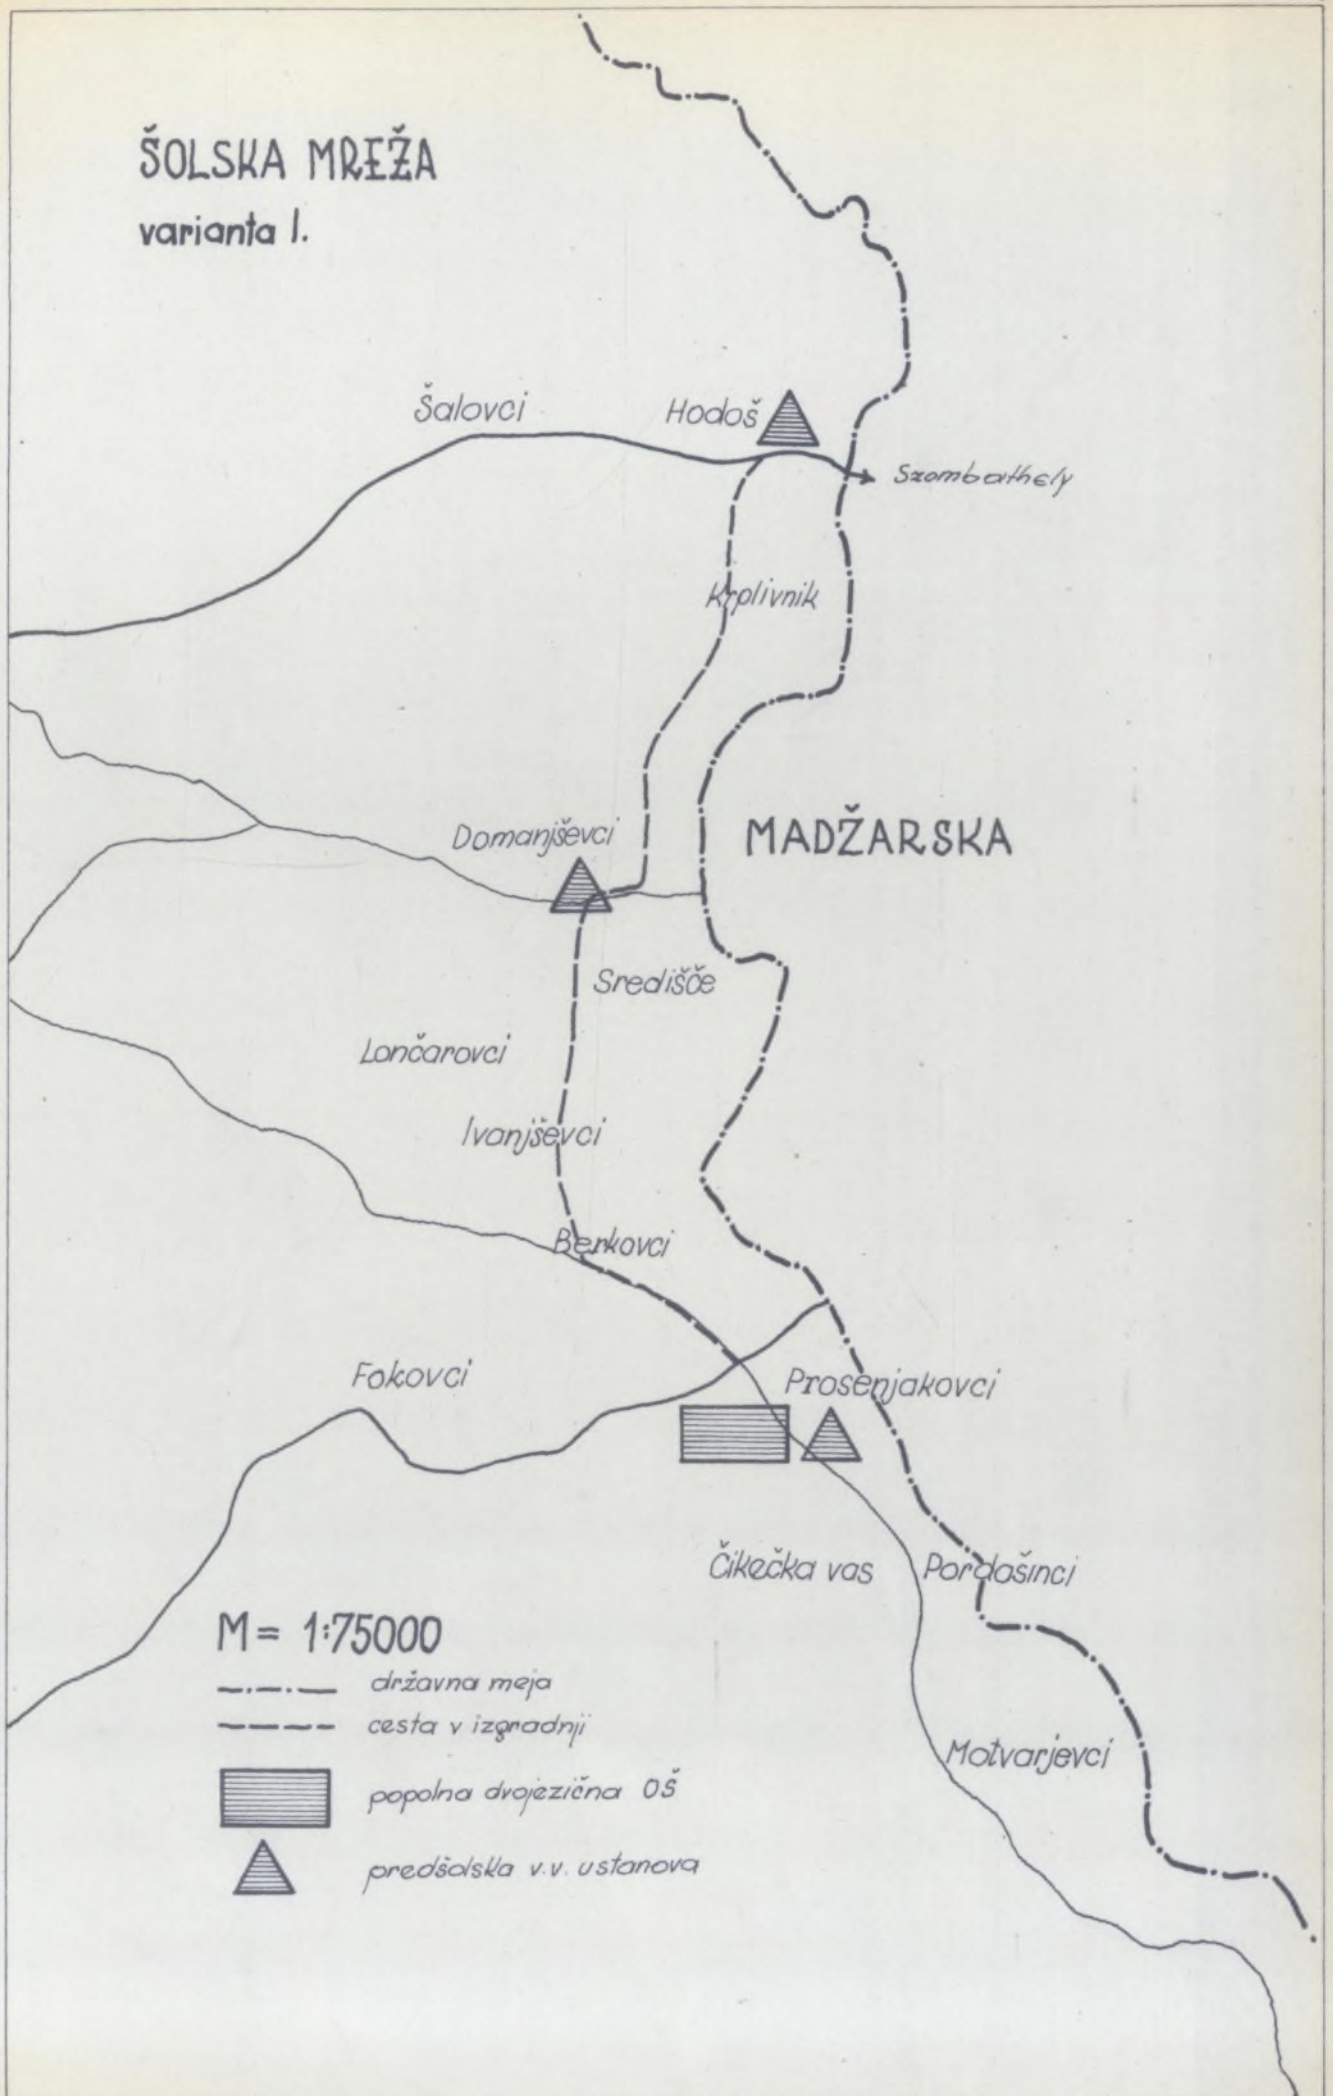 ŠOLSKA MREŽA
varianta I.
Šalovci
Hodoš
Szombathely
Krplivnik
Domanjševci
MADŽARSKA
Središče
Lončarovci
Ivanjševci
Berkovci
Fokovci
Prosenjakovci
Čikečka vas
Pordašinci
M = 1:75000
državna meja
cesta v izgradnji
Motvarjevci
popolna dvojezična OŠ
predšolska v.v. ustanova